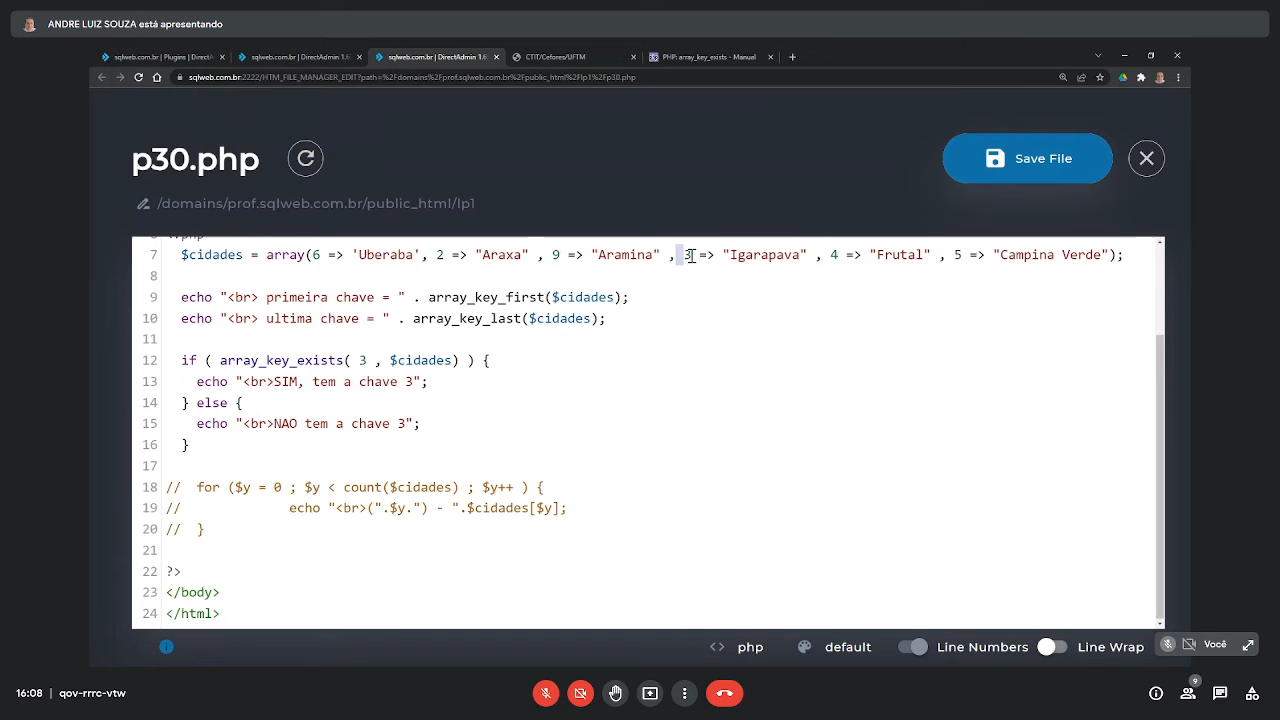 ANDRE LUIZ SOUZA está apresentando
sqlweb.com.br | Plugins | DirectA
sqlweb.com.br | DirectAdmin 1.6
sqlweb.com.br | DirectAdmin 1.6
CTIT/Cefores/UFTM
PHP: array_key_exists - Manual
sqlweb.com.br:2222/HTM_FILE_MANAGER_EDIT?path=%2Fdomains%2Fprof.sqlweb.com.br%2Fpublic_html%2Flp1%2Fp30.php
p30.php
Save File
/domains/prof.sqlweb.com.br/public_html/lp1
7 $cidades = array(6 => 'Uberaba', 2 => "Araxa" , 9 => "Aramina" , 3 => "Igarapava" , 4 => "Frutal" , 5 => "Campina Verde");
8
9 echo "<br> primeira chave = " . array_key_first($cidades);
10 echo "<br> ultima chave = " . array_key_last($cidades);
11
12 if ( array_key_exists( 3 , $cidades) ) {
13 echo "<br>SIM, tem a chave 3";
14 } else {
15 echo "<br>NAO tem a chave 3";
16 }
17
18 // for ($y = 0 ; $y < count($cidades) ; $y++ ) {
19 // echo "<br>(".$y.") - ".$cidades[$y];
20 // }
21
22 ?>
23 </body>
24 </html>
php default Line Numbers Line Wrap
Você
16:08 | qov-rrrc-vtw
9